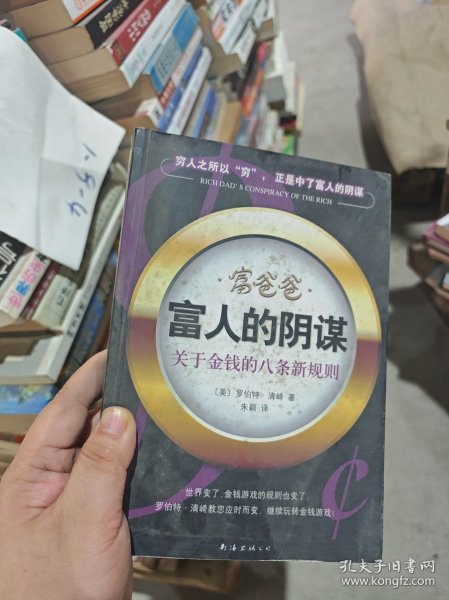 穷人之所以“穷”，正是中了富人的阴谋
RICH DAD'S CONSPIRACY OF THE RICH
富爸爸
富人的阴谋
关于金钱的八条新规则
〔美〕罗伯特·清崎 著
朱颖 译
世界变了，金钱游戏的规则也变了，
罗伯特·清崎教您应时而变，继续玩转金钱游戏！
南海出版公司
1-8-4
孔夫子旧书网
www.kongfz.com